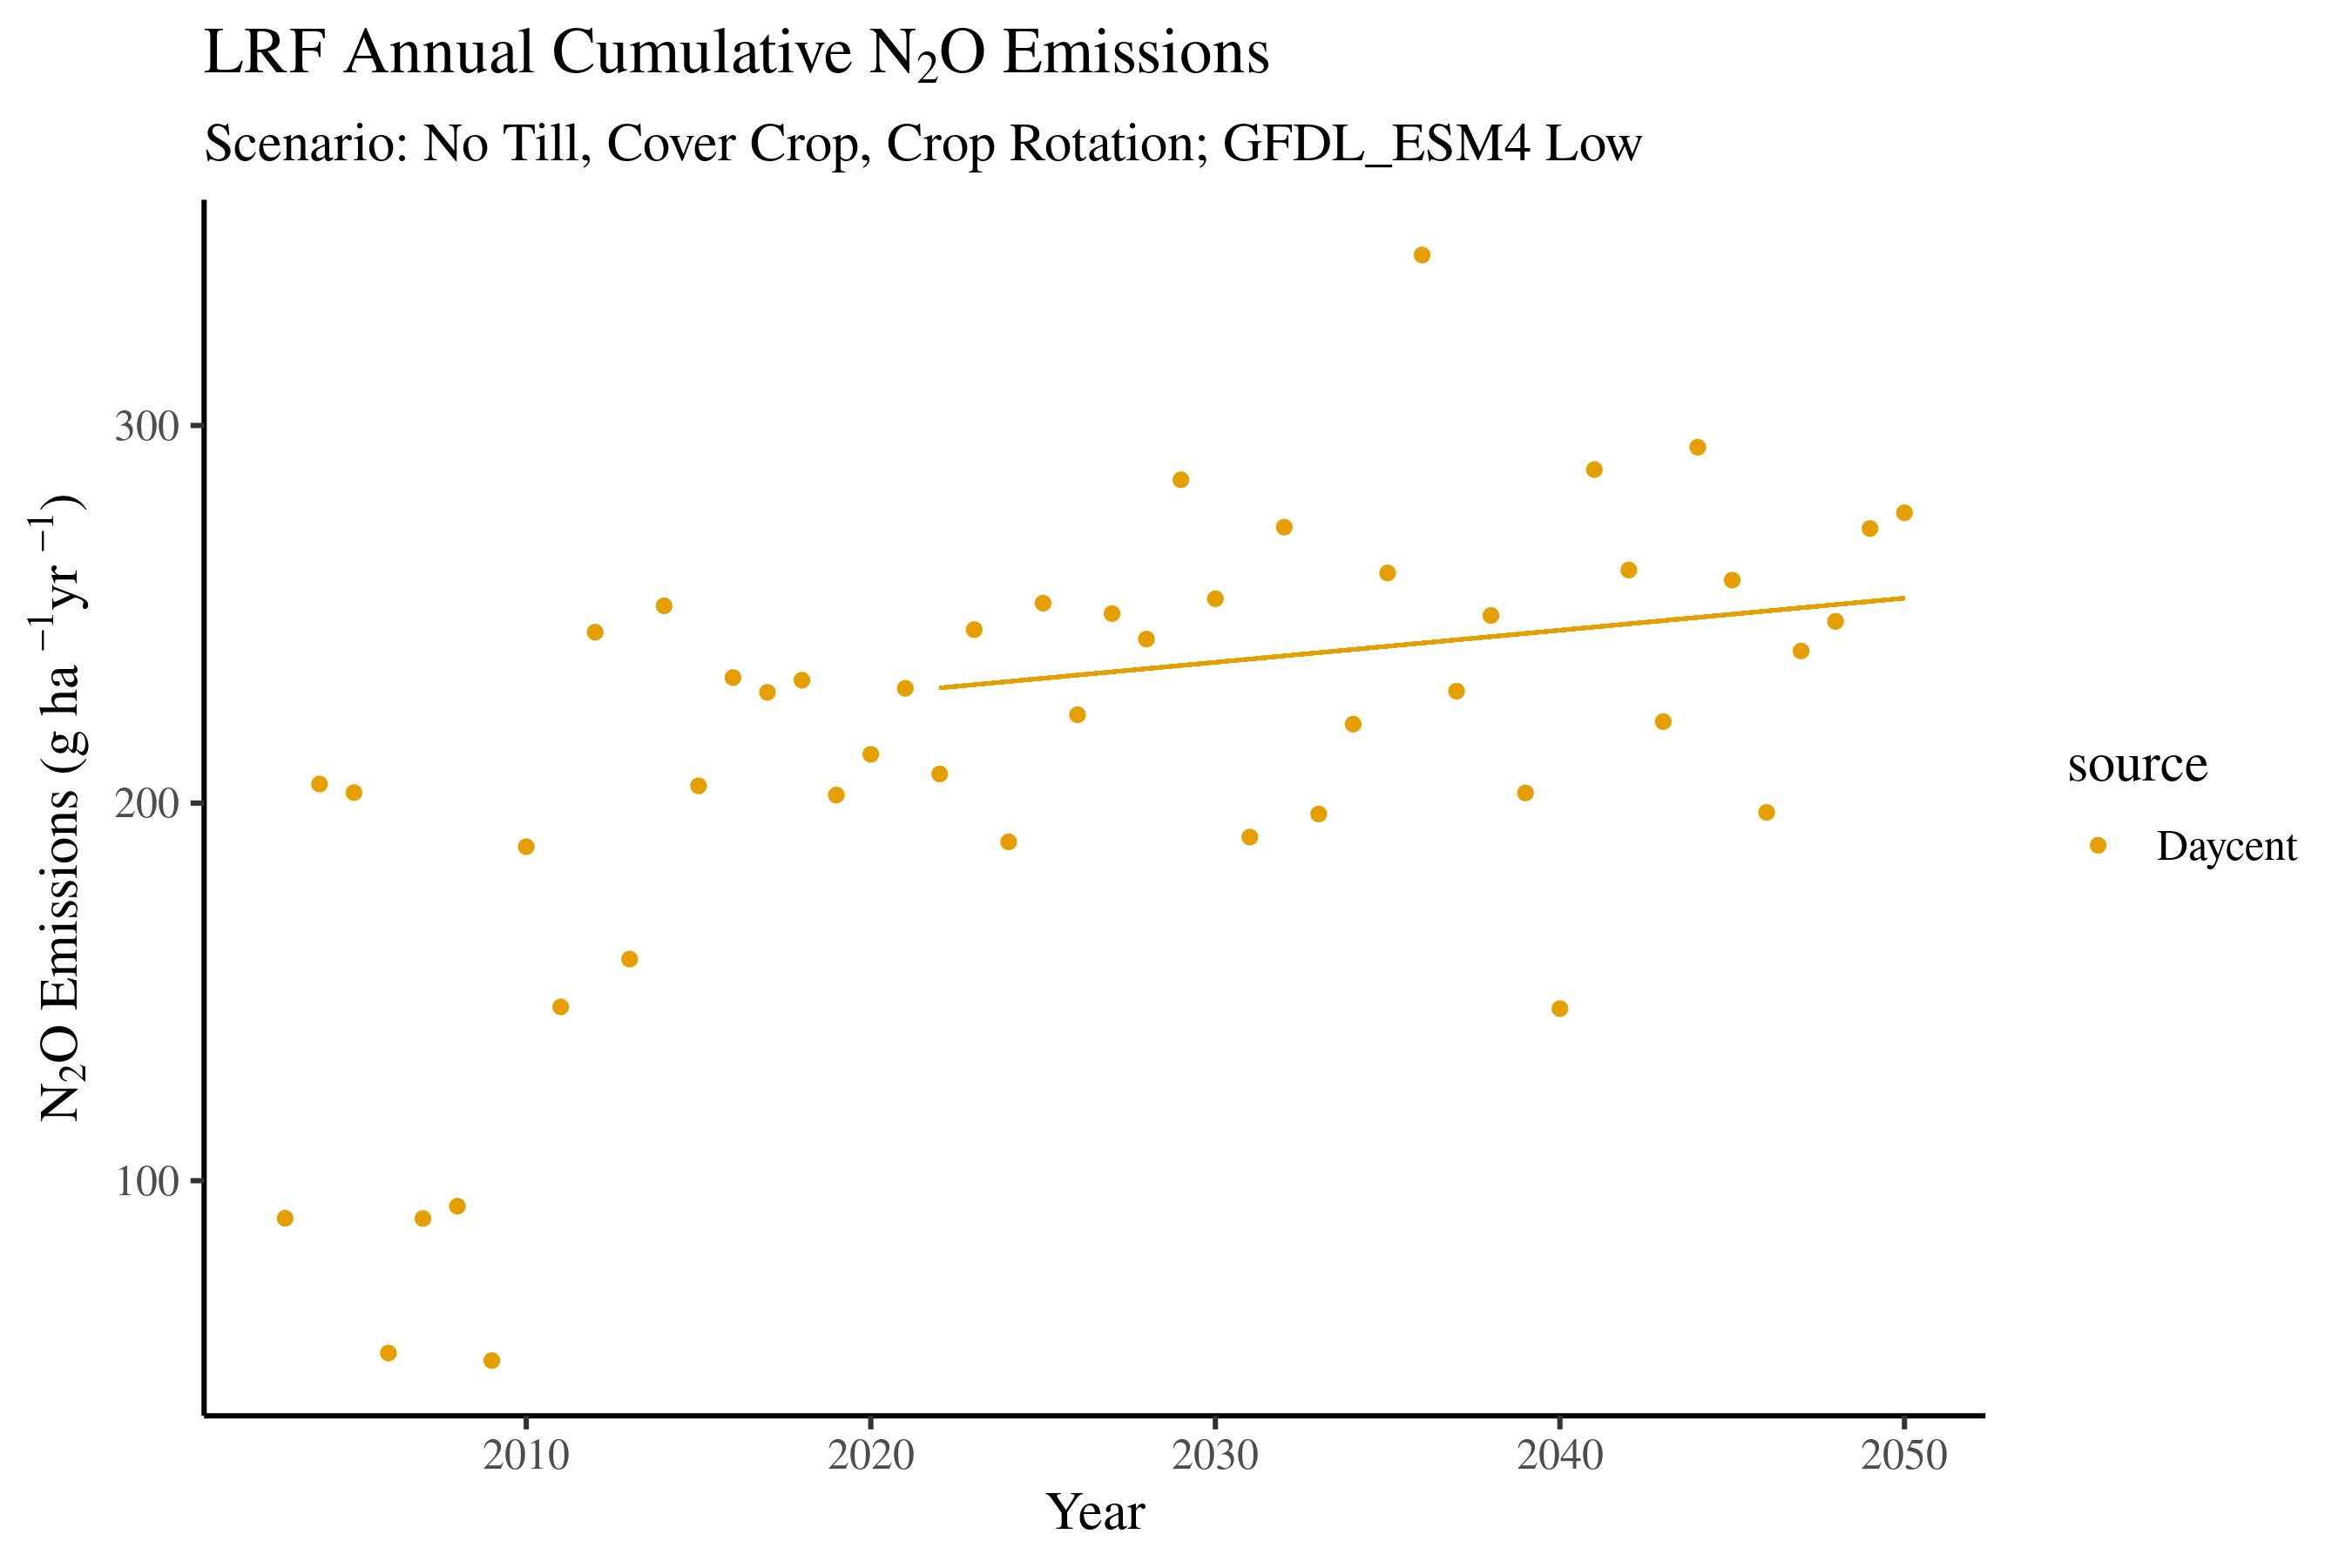 LRF Annual Cumulative N₂O Emissions
Scenario: No Till, Cover Crop, Crop Rotation; GFDL_ESM4 Low
N₂O Emissions (g ha ⁻¹yr ⁻¹)
300
200
100
source
Daycent
2010 2020 2030 2040 2050
Year